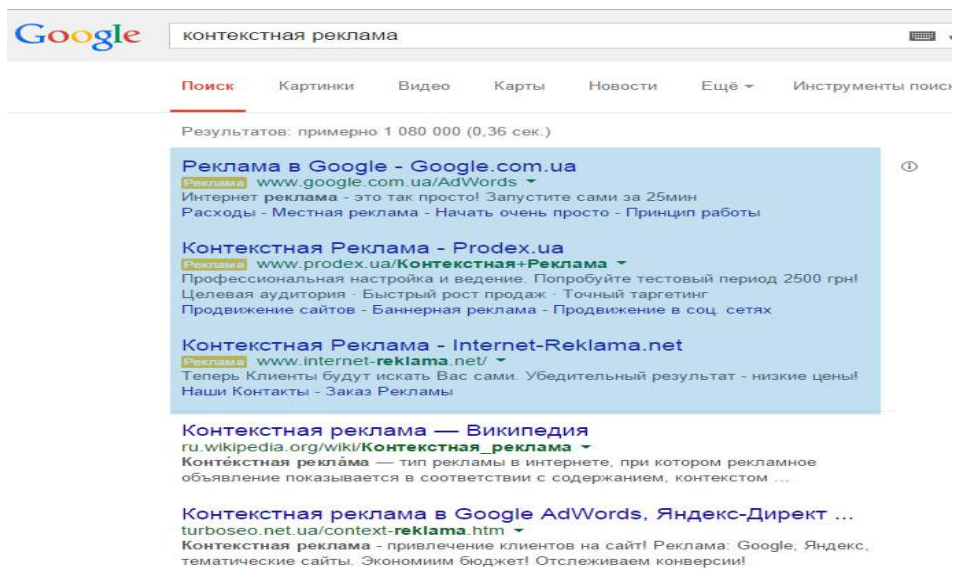 Google контекстная реклама
Поиск Картинки Видео Карты Новости Ещё Инструменты поиск
Результатов: примерно 1 080 000 (0,36 сек.)
Реклама в Google - Google.com.ua
Реклама www.google.com.ua/AdWords
Интернет реклама - это так просто! Запустите сами за 25мин
Расходы - Местная реклама - Начать очень просто - Принцип работы
Контекстная Реклама - Prodex.ua
Реклама www.prodex.ua/Контекстная+Реклама
Профессиональная настройка и ведение. Попробуйте тестовый период 2500 грн!
Целевая аудитория · Быстрый рост продаж · Точный таргетинг
Продвижение сайтов - Баннерная реклама - Продвижение в соц. сетях
Контекстная Реклама - Internet-Reklama.net
Реклама www.internet-reklama.net/
Теперь Клиенты будут искать Вас сами. Убедительный результат - низкие цены!
Наши Контакты - Заказ Рекламы
Контекстная реклама — Википедия
ru.wikipedia.org/wiki/Контекстная_реклама
Конте́кстная рекла́ма — тип рекламы в интернете, при котором рекламное
объявление показывается в соответствии с содержанием, контекстом ...
Контекстная реклама в Google AdWords, Яндекс-Директ ...
turboseo.net.ua/context-reklama.htm
Контекстная реклама - привлечение клиентов на сайт! Реклама: Google, Яндекс,
тематические сайты. Экономиим бюджет! Отслеживаем конверсии!